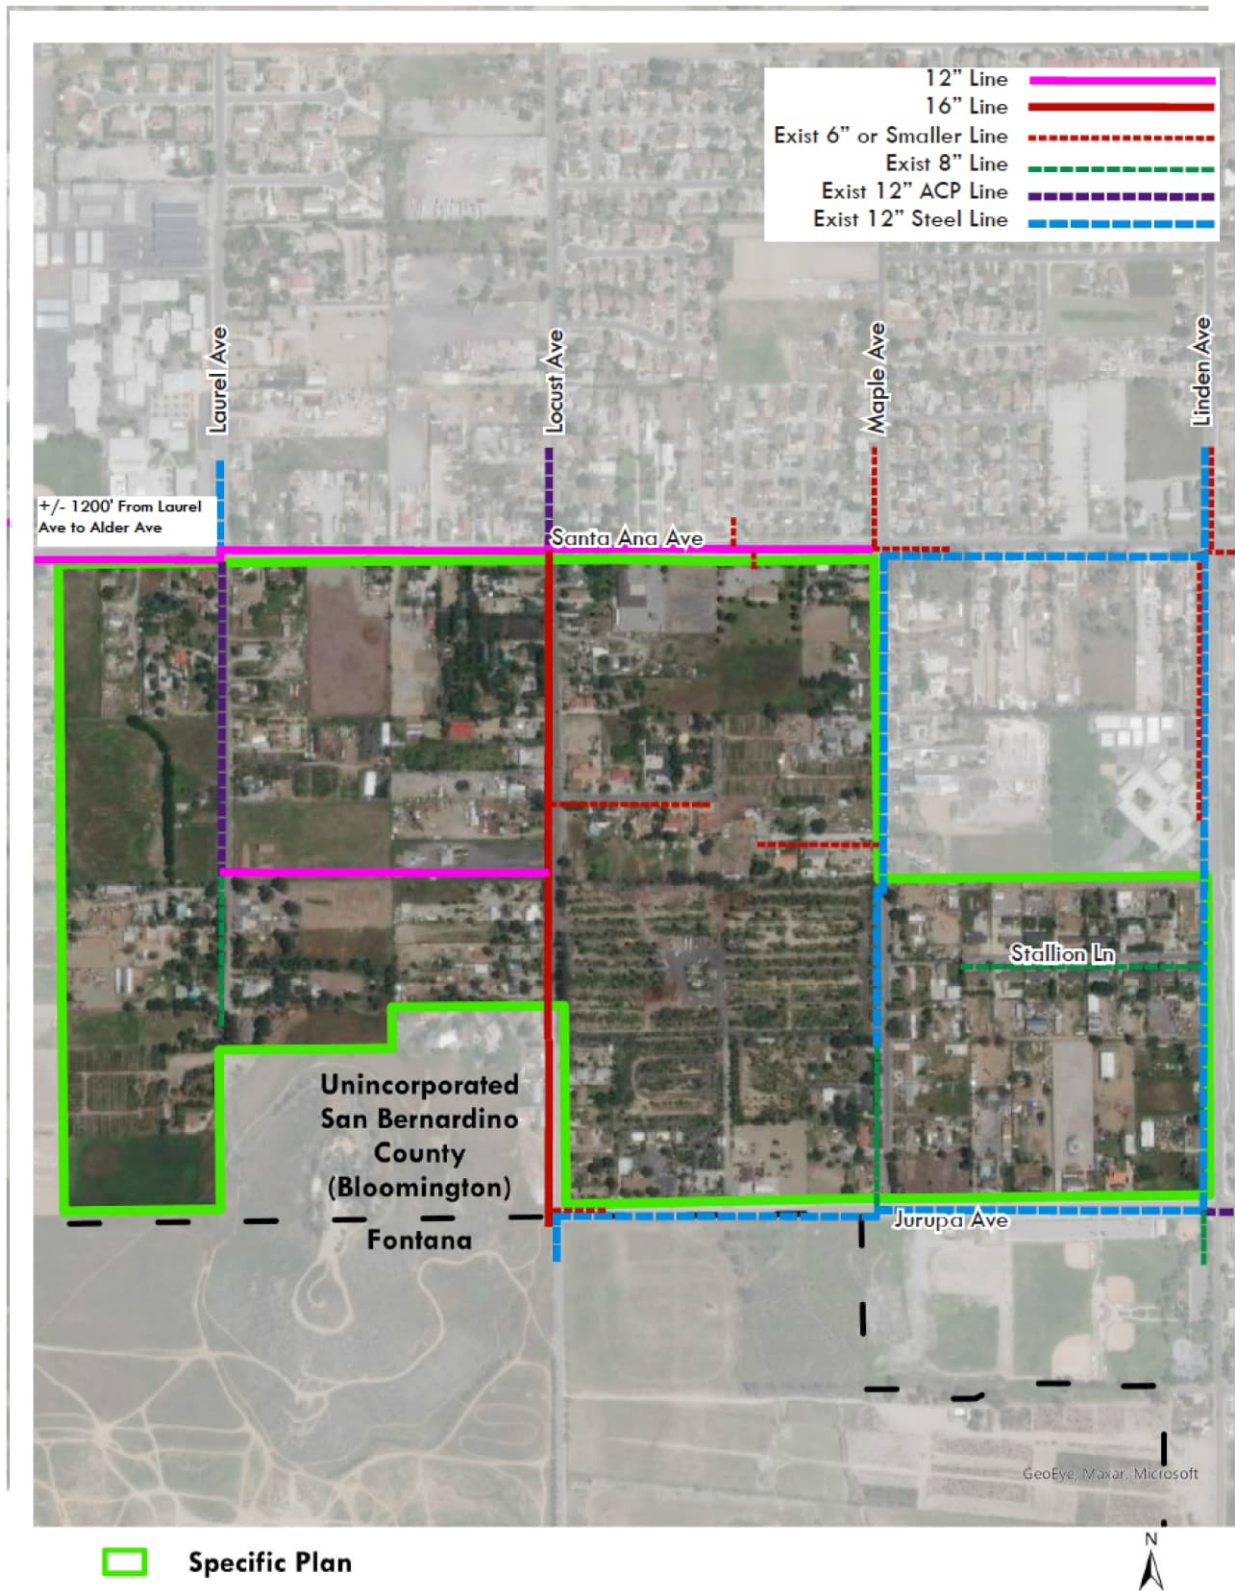 12” Line
16” Line
Exist 6” or Smaller Line
Exist 8” Line
Exist 12” ACP Line
Exist 12” Steel Line
Laurel Ave
Locust Ave
Maple Ave
Linden Ave
+/- 1200' From Laurel
Ave to Alder Ave
Santa Ana Ave
Stallion Ln
Unincorporated
San Bernardino
County
(Bloomington)
Fontana
Jurupa Ave
GeoEye, Maxar, Microsoft
Specific Plan
N